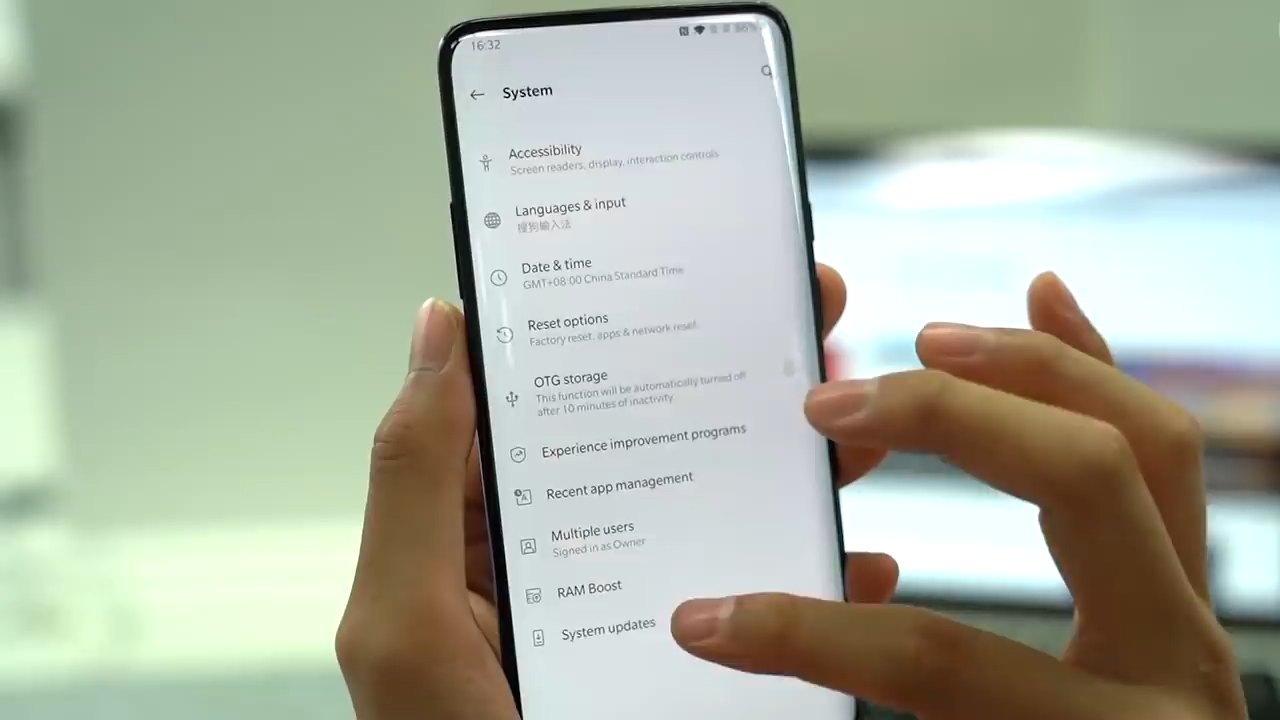 16:32
86%
System
Accessibility
Screen readers, display, interaction controls
Languages & input
搜狗输入法
Date & time
GMT+08:00 China Standard Time
Reset options
Factory reset, apps & network reset
OTG storage
This function will be automatically turned off
after 10 minutes of inactivity
Experience improvement programs
Recent app management
Multiple users
Signed in as Owner
RAM Boost
System updates